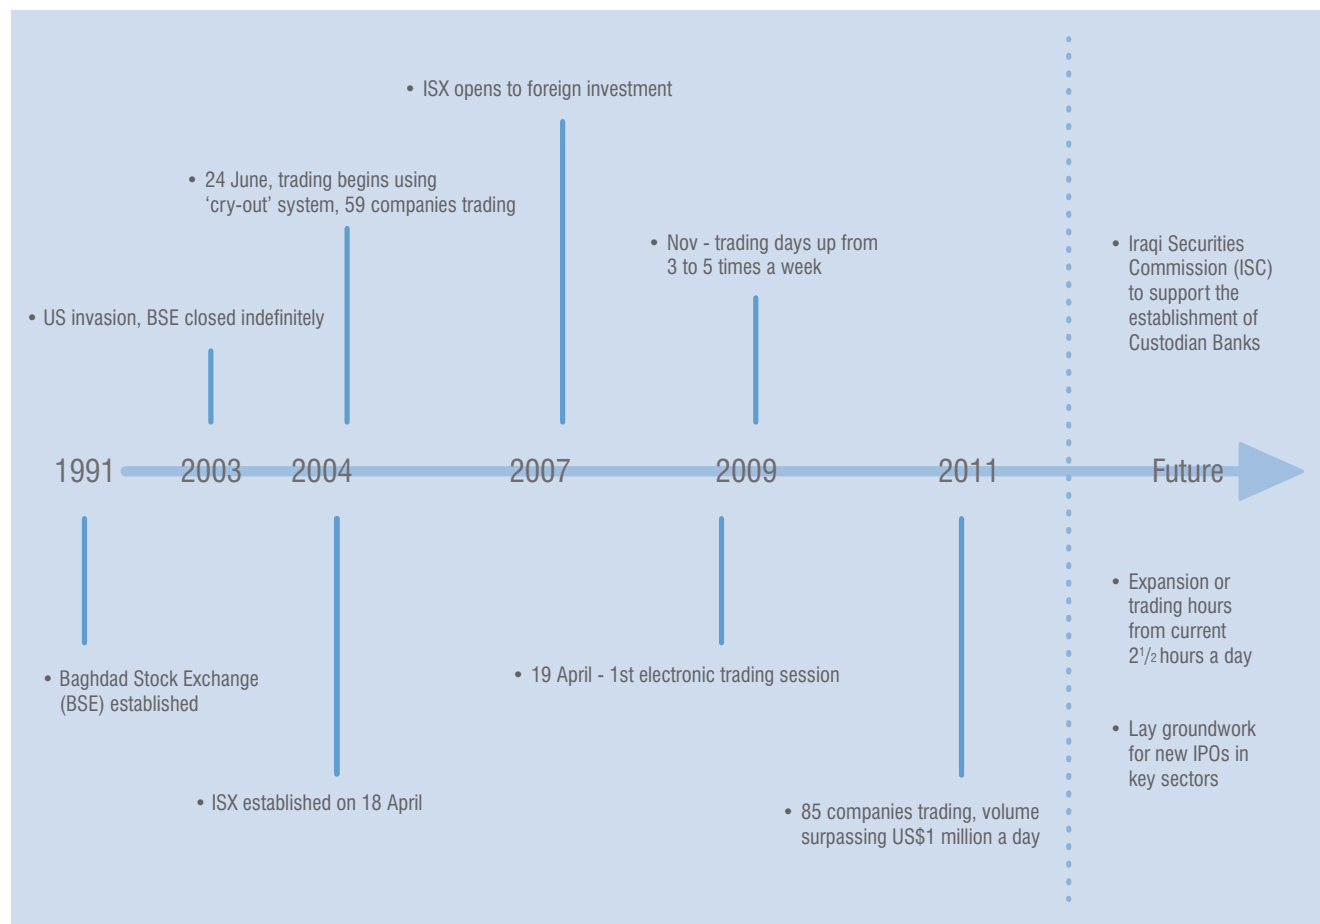 • ISX opens to foreign investment
• 24 June, trading begins using
‘cry-out’ system, 59 companies trading
• Nov - trading days up from
3 to 5 times a week
• US invasion, BSE closed indefinitely
• Iraqi Securities
Commission (ISC)
to support the
establishment of
Custodian Banks
1991 2003 2004 2007 2009 2011 Future
• Baghdad Stock Exchange
(BSE) established
• ISX established on 18 April
• 19 April - 1st electronic trading session
• 85 companies trading, volume
surpassing US$1 million a day
• Expansion or
trading hours
from current
2 1/2 hours a day
• Lay groundwork
for new IPOs in
key sectors